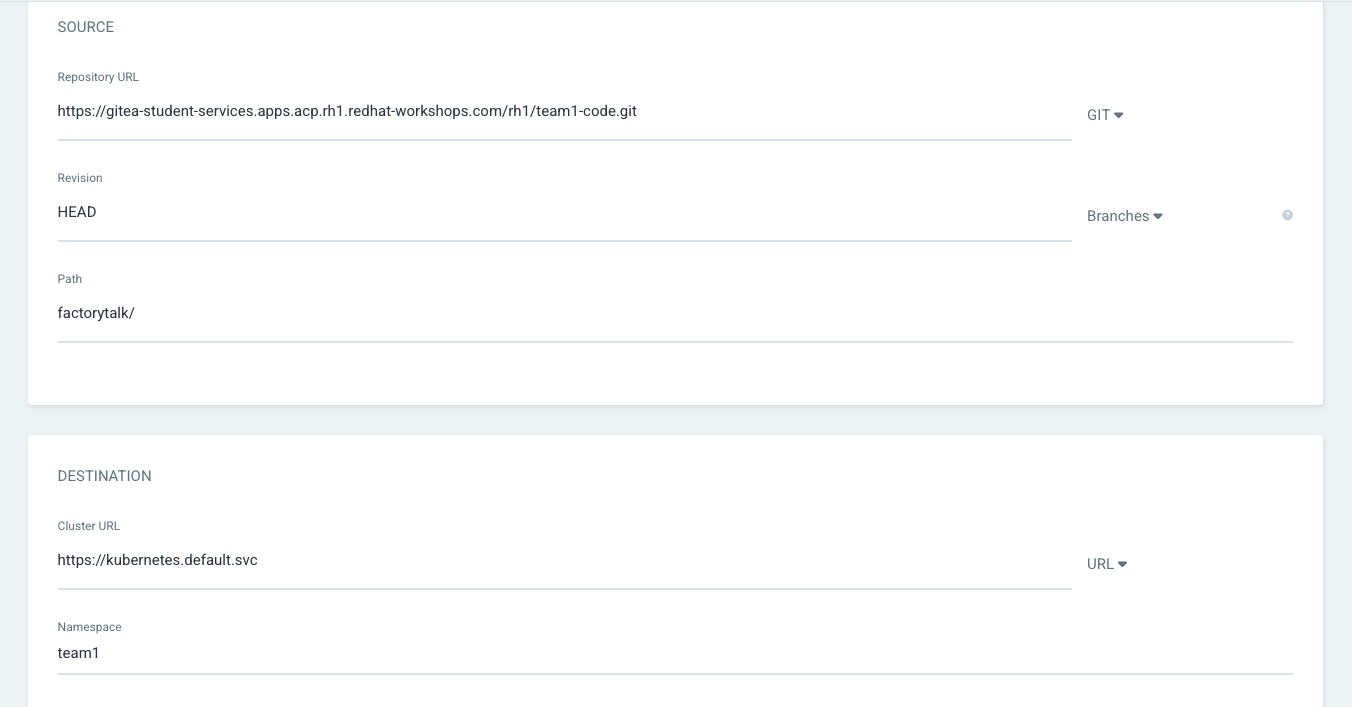 SOURCE
Repository URL
https://gitea-student-services.apps.acp.rh1.redhat-workshops.com/rh1/team1-code.git
GIT
Revision
HEAD
Branches
?
Path
factorytalk/
DESTINATION
Cluster URL
https://kubernetes.default.svc
URL
Namespace
team1